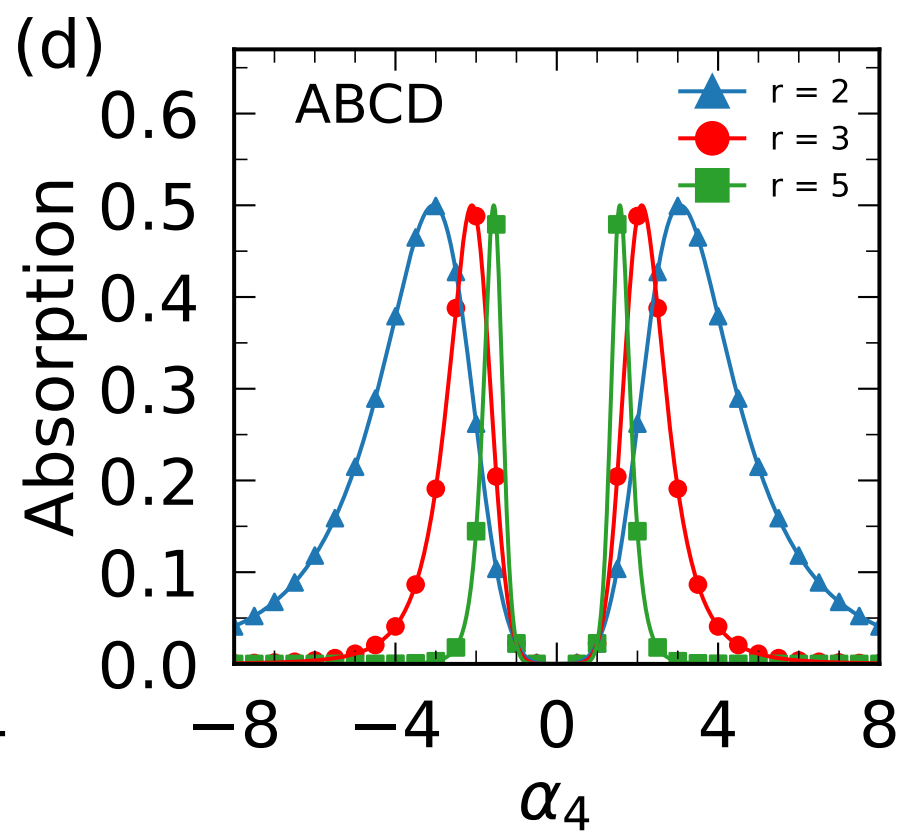 (d)
ABCD
r = 2
r = 3
r = 5
Absorption
0.6
0.5
0.4
0.3
0.2
0.1
0.0
−8 −4 0 4 8
α4